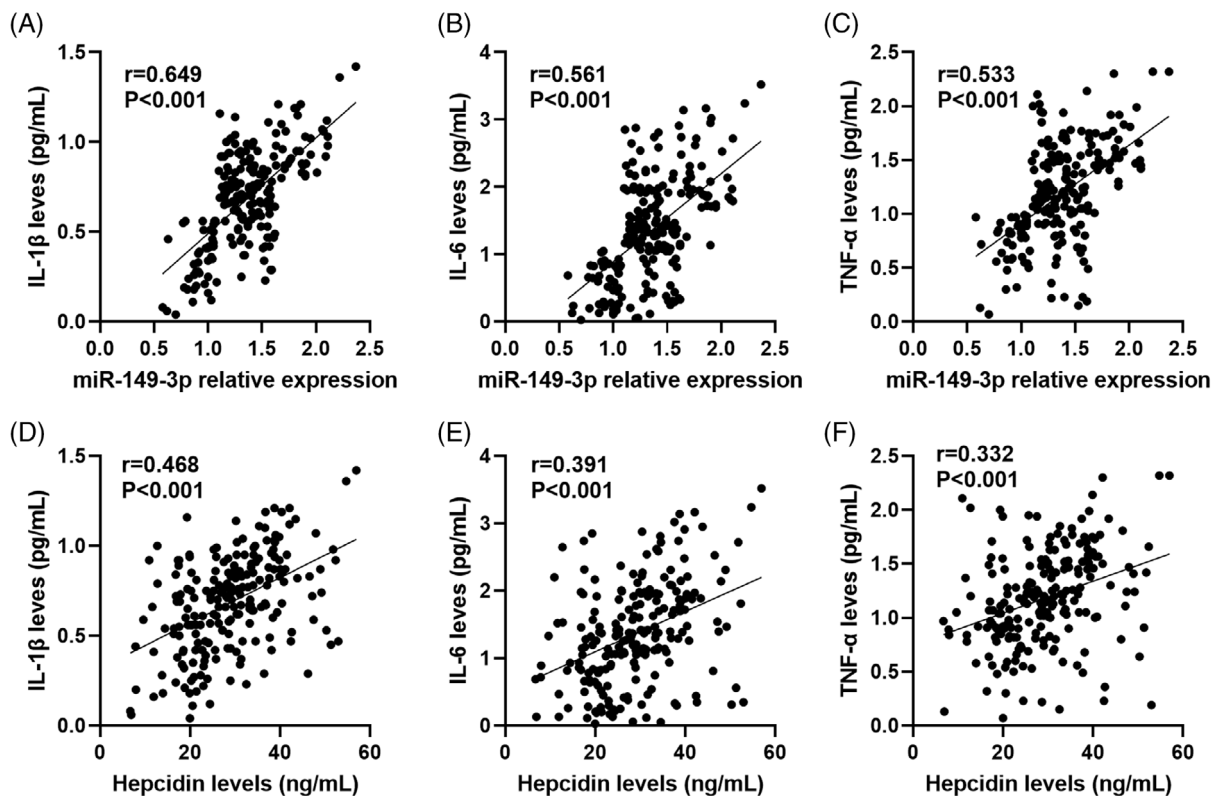 (A)
r=0.649
P<0.001
IL-1β leves (pg/mL)
1.5
1.0
0.5
0.0
0.0 0.5 1.0 1.5 2.0 2.5
miR-149-3p relative expression
(B)
r=0.561
P<0.001
IL-6 leves (pg/mL)
4
3
2
1
0
0.0 0.5 1.0 1.5 2.0 2.5
miR-149-3p relative expression
(C)
r=0.533
P<0.001
TNF-α leves (pg/mL)
2.5
2.0
1.5
1.0
0.5
0.0
0.0 0.5 1.0 1.5 2.0 2.5
miR-149-3p relative expression
(D)
r=0.468
P<0.001
IL-1β leves (pg/mL)
1.5
1.0
0.5
0.0
0 20 40 60
Hepcidin levels (ng/mL)
(E)
r=0.391
P<0.001
IL-6 leves (pg/mL)
4
3
2
1
0
0 20 40 60
Hepcidin levels (ng/mL)
(F)
r=0.332
P<0.001
TNF-α leves (pg/mL)
2.5
2.0
1.5
1.0
0.5
0.0
0 20 40 60
Hepcidin levels (ng/mL)